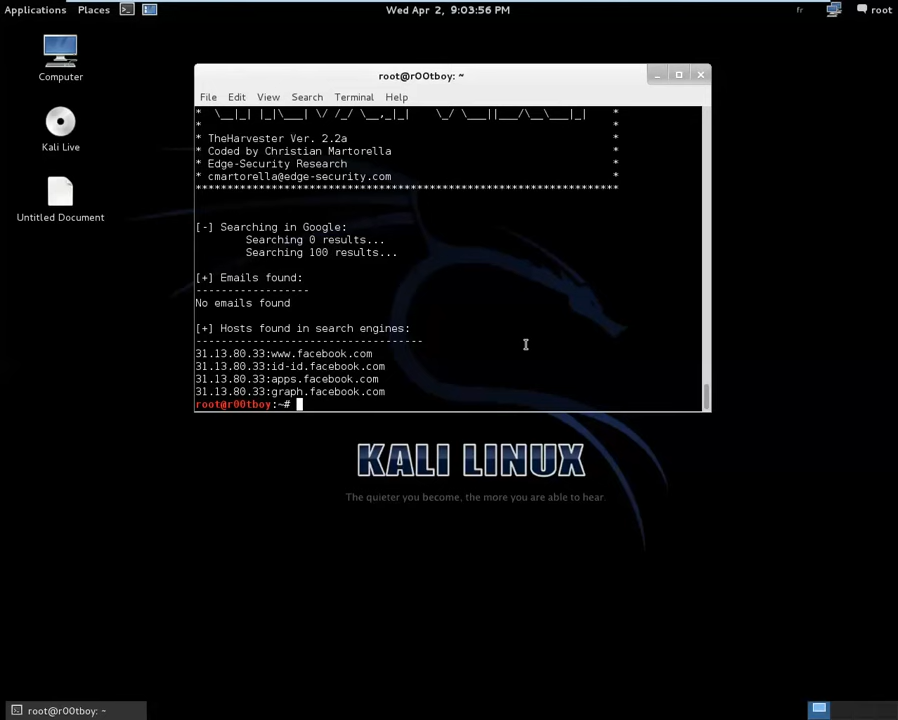 Applications Places Wed Apr 2, 9:03:56 PM fr root
Computer
Kali Live
Untitled Document
root@r00tboy: ~
File Edit View Search Terminal Help
* \__|_| |_|\___| \/ /_/ \__,_|_| \_/ \___||___/\__\___|_| *
* *
* TheHarvester Ver. 2.2a *
* Coded by Christian Martorella *
* Edge-Security Research *
* cmartorella@edge-security.com *
*******************************************************************
[-] Searching in Google:
Searching 0 results...
Searching 100 results...
[+] Emails found:
------------------
No emails found
[+] Hosts found in search engines:
------------------------------------
31.13.80.33:www.facebook.com
31.13.80.33:id-id.facebook.com
31.13.80.33:apps.facebook.com
31.13.80.33:graph.facebook.com
root@r00tboy:~#
KALI LINUX
The quieter you become, the more you are able to hear.
root@r00tboy: ~